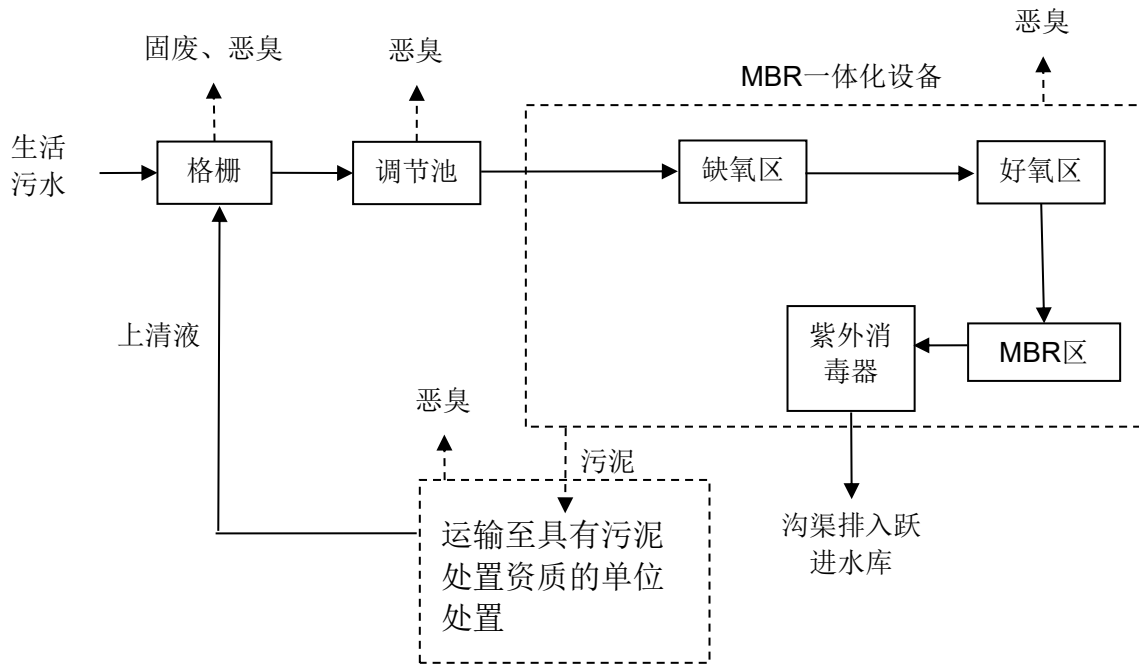 恶臭
固废、恶臭
恶臭
MBR一体化设备
生活
污水
格栅
调节池
缺氧区
好氧区
上清液
紫外消
毒器
MBR区
恶臭
污泥
运输至具有污泥
处置资质的单位
处置
沟渠排入跃
进水库